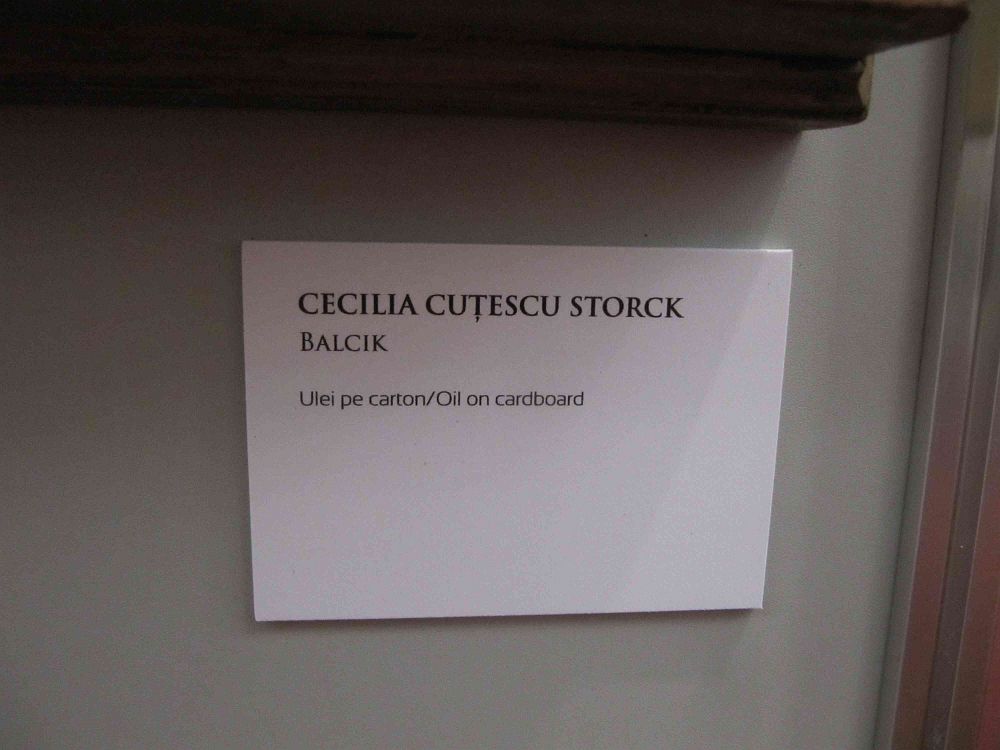 CECILIA CUȚESCU STORCK
BALCIK
Ulei pe carton/Oil on cardboard